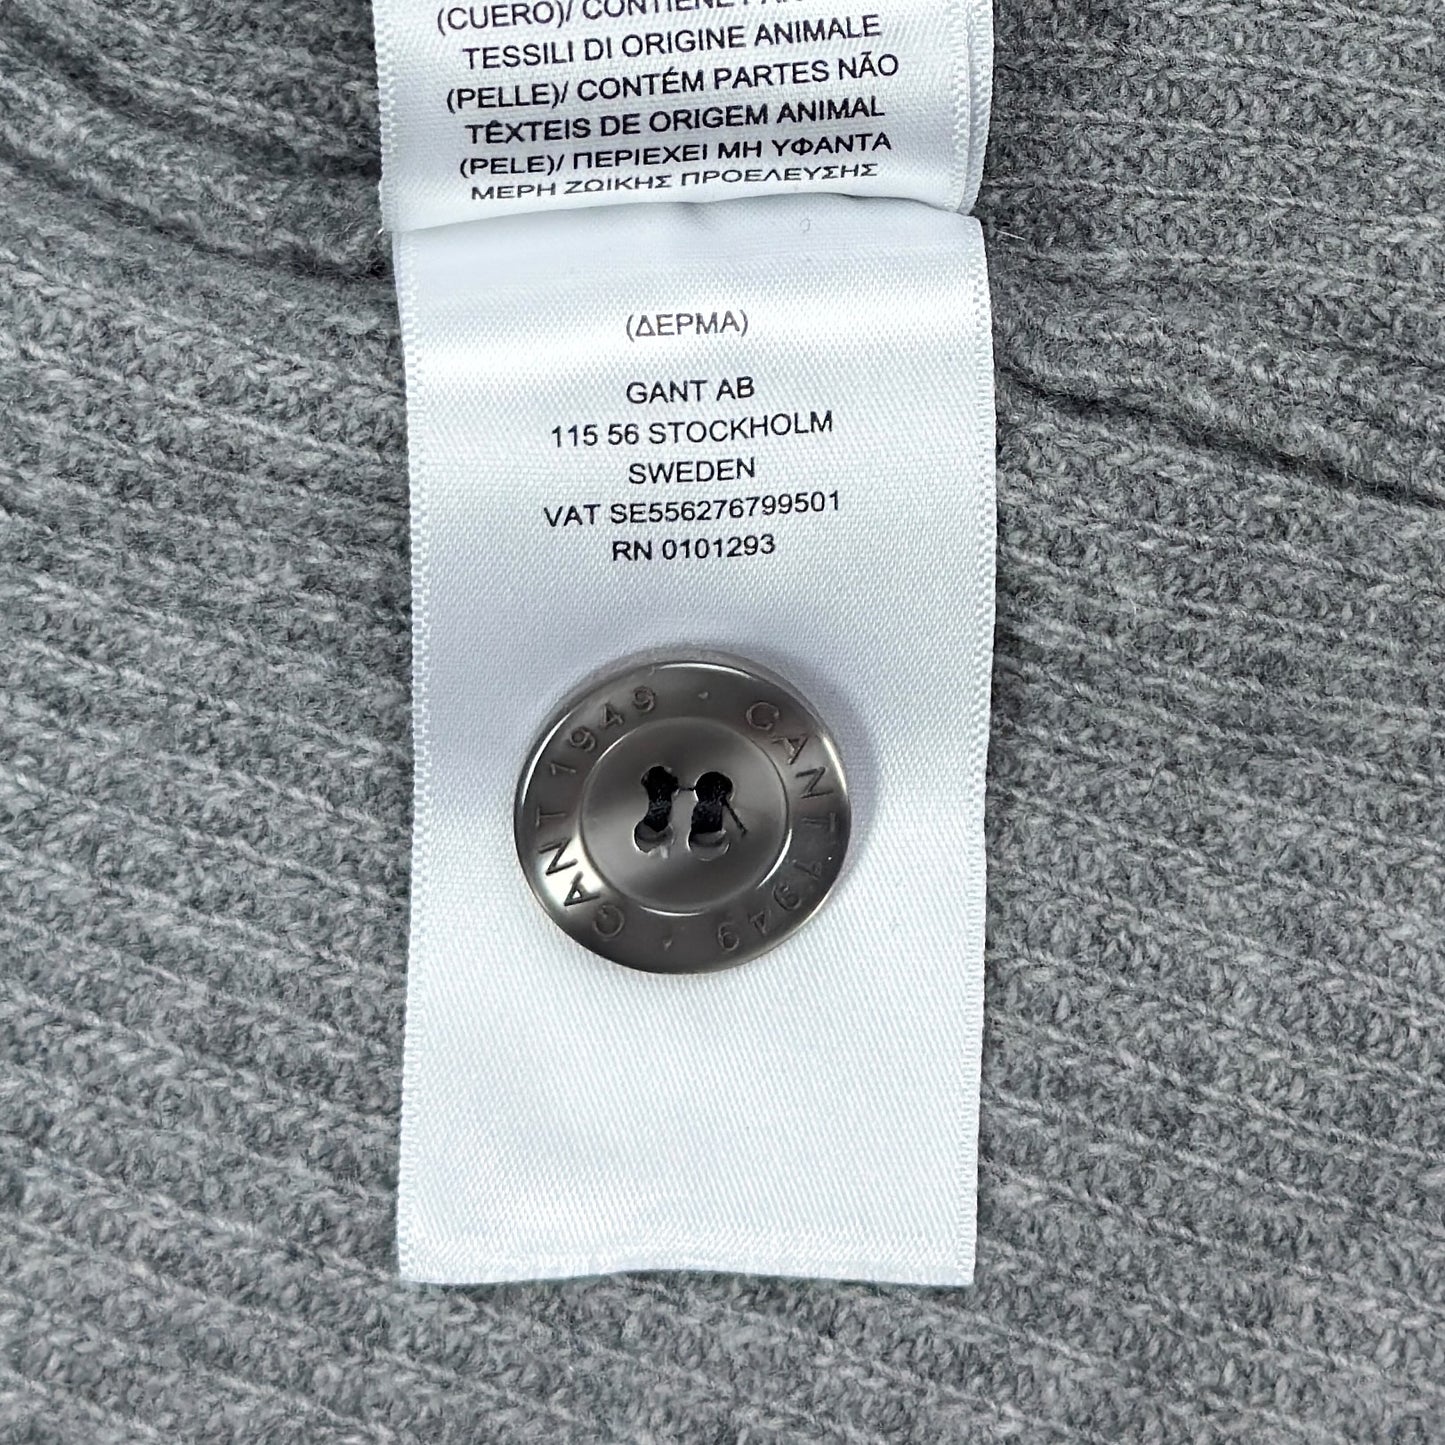 (CUERO)/ CONTIENE
TESSILI DI ORIGINE ANIMALE
(PELLE)/ CONTÉM PARTES NÃO
TÊXTEIS DE ORIGEM ANIMAL
(PELE)/ ΠΕΡΙΕΧΕΙ ΜΗ ΥΦΑΝΤΑ
ΜΕΡΗ ΖΩΙΚΗΣ ΠΡΟΕΛΕΥΣΗΣ
(ΔΕΡΜΑ)
GANT AB
115 56 STOCKHOLM
SWEDEN
VAT SE556276799501
RN 0101293
GANT 1949 · GANT 1949 ·